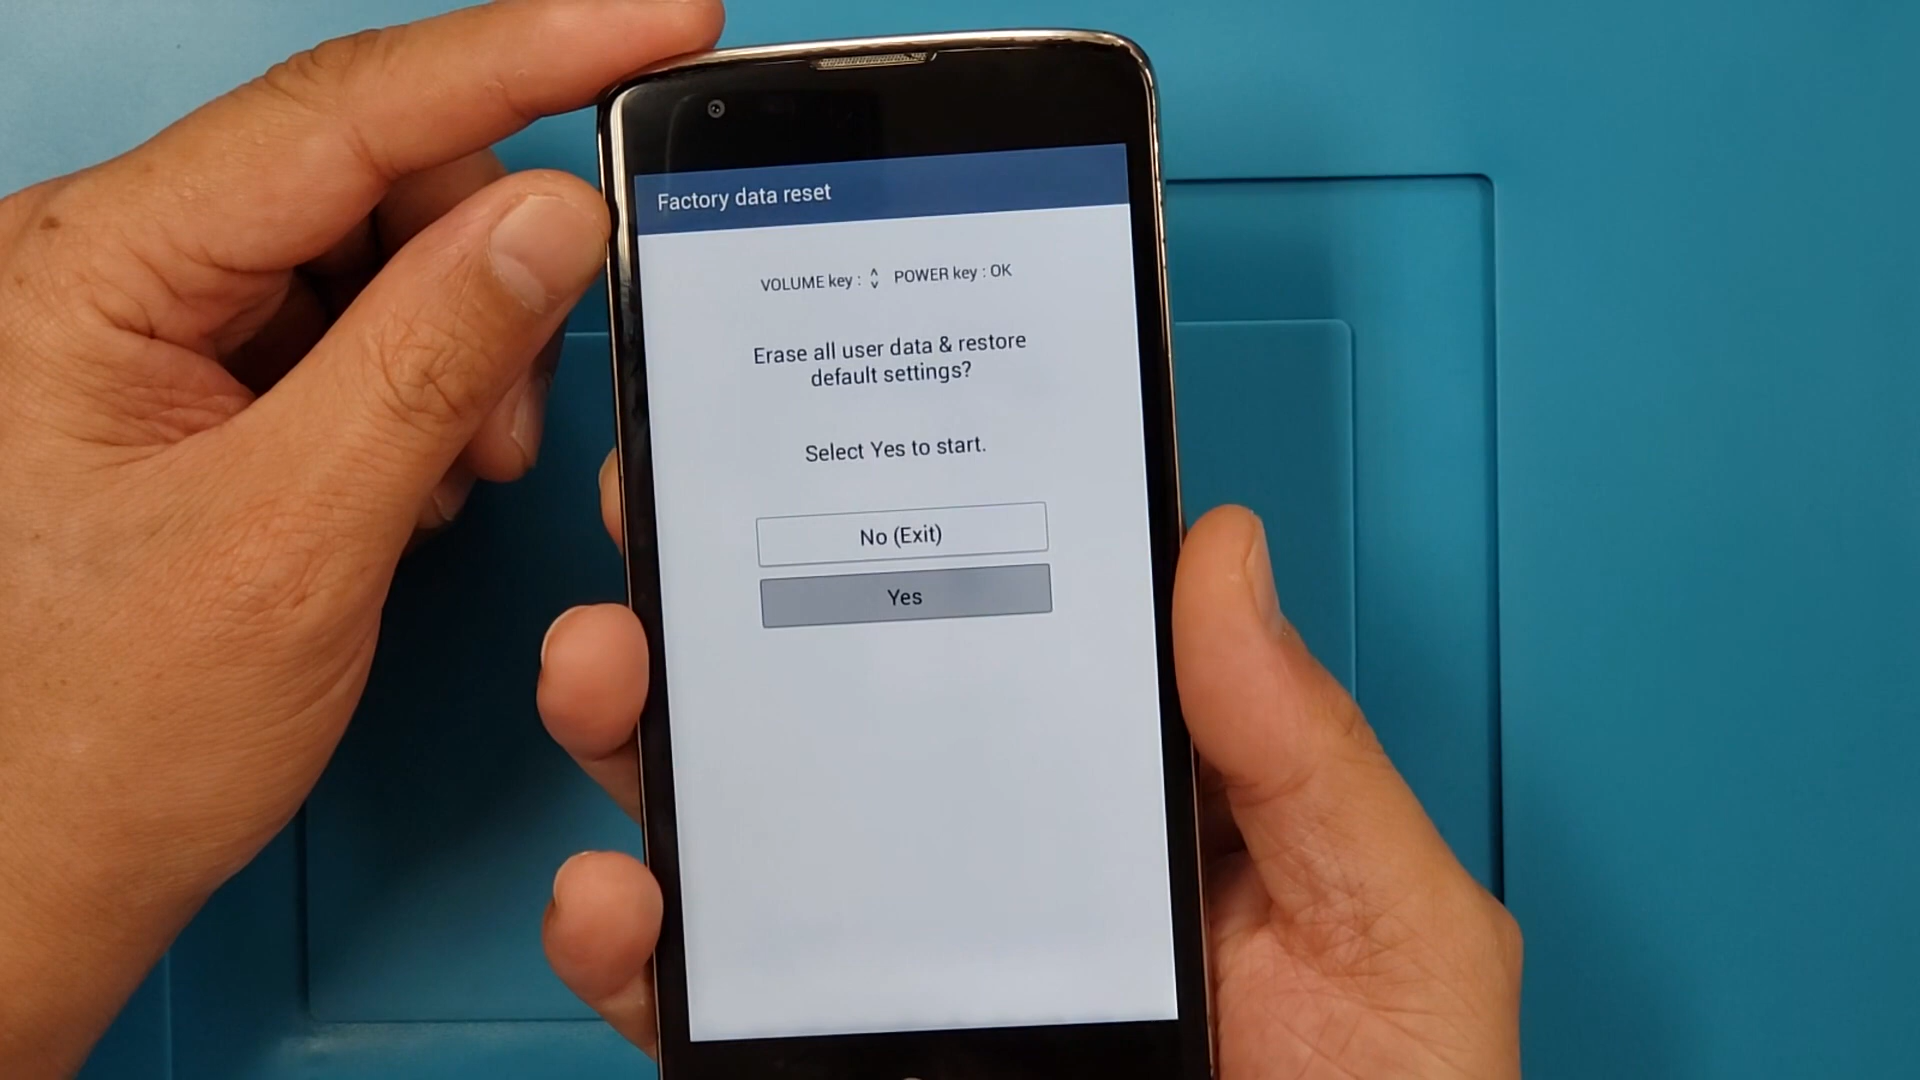 Factory data reset
VOLUME key : ^ v POWER key : OK
Erase all user data & restore
default settings?
Select Yes to start.
No (Exit)
Yes